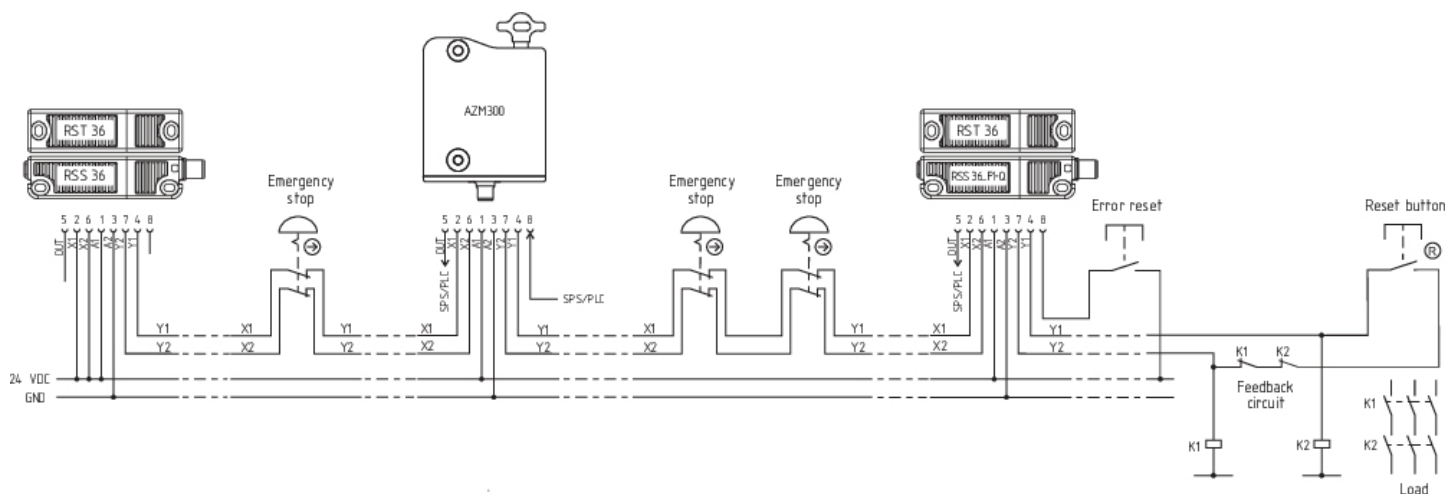 AZM300
RST 36
RSS 36
RST 36
RSS 36_PI-Q
Emergency
stop
Emergency
stop
Emergency
stop
Error reset
Reset button
R
5 2 6 1 3 7 4 8
OUT X1 X2 A1 A2 Y2 Y1
5 2 6 1 3 7 4 8
OUT X1 X2 A1 A2 Y2 Y1
5 2 6 1 3 7 4 8
OUT X1 X2 A1 A2 Y2 Y1
SPS/PLC
SPS/PLC
SPS/PLC
Y1 X1 Y1 X1 Y1 X1 Y1 X1 Y1
Y2 X2 Y2 X2 Y2 X2 Y2 X2 Y2
24 VDC
GND
K1 K2
Feedback
circuit
K1
K2
K1
K2
Load